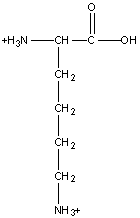 O
+H₃N—CH—C—OH
CH₂
CH₂
CH₂
CH₂
NH₃+